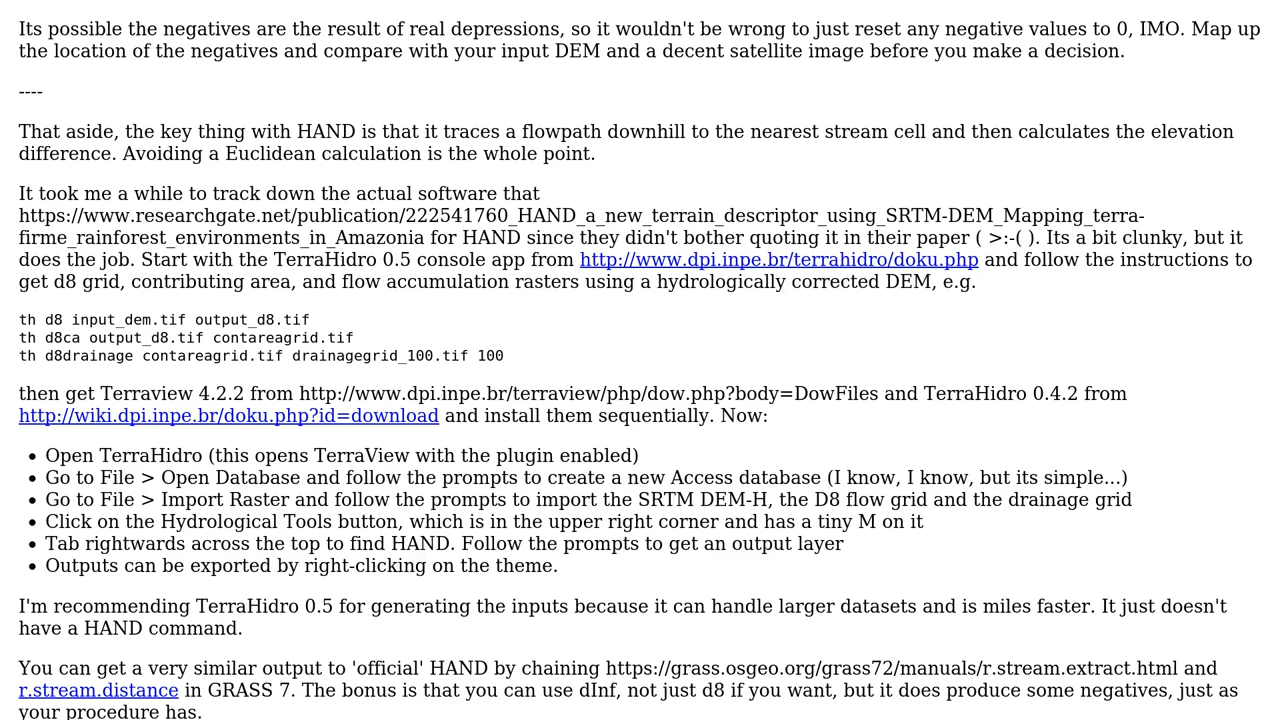 Its possible the negatives are the result of real depressions, so it wouldn't be wrong to just reset any negative values to 0, IMO. Map up
the location of the negatives and compare with your input DEM and a decent satellite image before you make a decision.
----
That aside, the key thing with HAND is that it traces a flowpath downhill to the nearest stream cell and then calculates the elevation
difference. Avoiding a Euclidean calculation is the whole point.
It took me a while to track down the actual software that
https://www.researchgate.net/publication/222541760_HAND_a_new_terrain_descriptor_using_SRTM-DEM_Mapping_terra-
firme_rainforest_environments_in_Amazonia for HAND since they didn't bother quoting it in their paper ( >:-( ). Its a bit clunky, but it
does the job. Start with the TerraHidro 0.5 console app from http://www.dpi.inpe.br/terrahidro/doku.php and follow the instructions to
get d8 grid, contributing area, and flow accumulation rasters using a hydrologically corrected DEM, e.g.
th d8 input_dem.tif output_d8.tif
th d8ca output_d8.tif contareagrid.tif
th d8drainage contareagrid.tif drainagegrid_100.tif 100
then get Terraview 4.2.2 from http://www.dpi.inpe.br/terraview/php/dow.php?body=DowFiles and TerraHidro 0.4.2 from
http://wiki.dpi.inpe.br/doku.php?id=download and install them sequentially. Now:
• Open TerraHidro (this opens TerraView with the plugin enabled)
• Go to File > Open Database and follow the prompts to create a new Access database (I know, I know, but its simple...)
• Go to File > Import Raster and follow the prompts to import the SRTM DEM-H, the D8 flow grid and the drainage grid
• Click on the Hydrological Tools button, which is in the upper right corner and has a tiny M on it
• Tab rightwards across the top to find HAND. Follow the prompts to get an output layer
• Outputs can be exported by right-clicking on the theme.
I'm recommending TerraHidro 0.5 for generating the inputs because it can handle larger datasets and is miles faster. It just doesn't
have a HAND command.
You can get a very similar output to 'official' HAND by chaining https://grass.osgeo.org/grass72/manuals/r.stream.extract.html and
r.stream.distance in GRASS 7. The bonus is that you can use dInf, not just d8 if you want, but it does produce some negatives, just as
your procedure has.